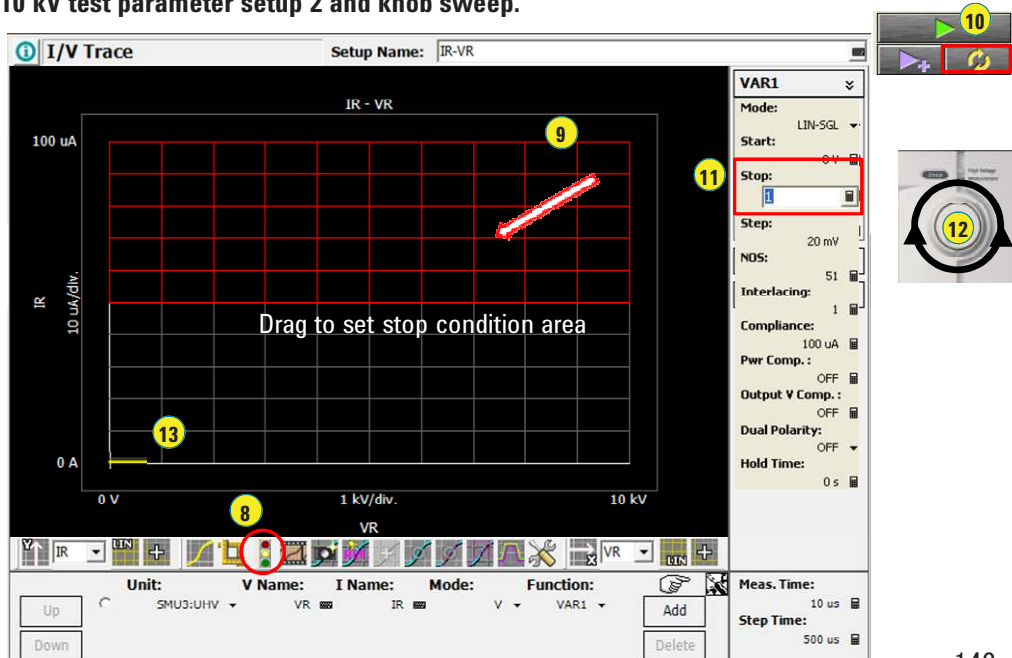 10 kV test parameter setup 2 and knob sweep.
10
I/V Trace
Setup Name: IR-VR
IR - VR
100 uA
9
IR
10 uA/div.
Drag to set stop condition area
13
0 A
0 V
1 kV/div.
10 kV
8
VR
VAR1
Mode:
LIN-SGL
Start:
0 V
11
Stop:
1
Step:
20 mV
NOS:
51
Interlacing:
1
Compliance:
100 uA
Pwr Comp. :
OFF
Output V Comp. :
OFF
Dual Polarity:
OFF
Hold Time:
0 s
12
Y IR LIN
X VR LIN
Unit: V Name: I Name: Mode: Function:
SMU3:UHV VR IR V VAR1
Up
Down
Add
Delete
Meas. Time:
10 us
Step Time:
500 us